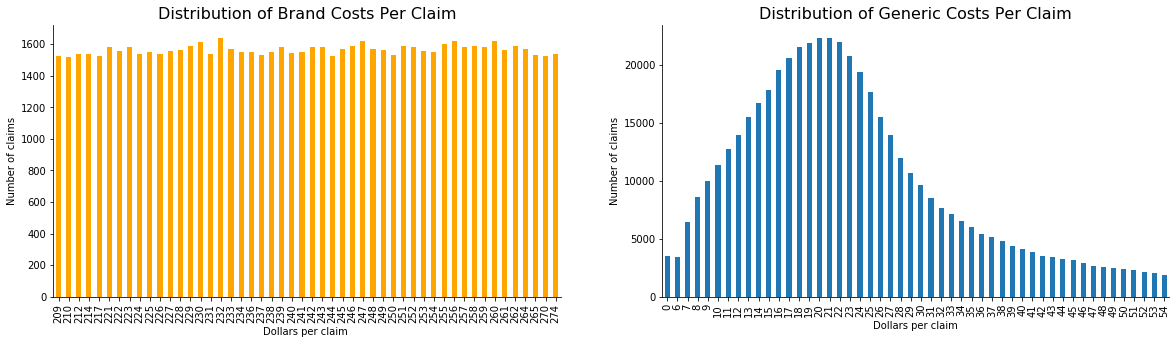 Distribution of Brand Costs Per Claim
Number of claims
1600
1400
1200
1000
800
600
400
200
0
209 210 212 214 217 221 222 223 224 225 226 227 228 229 230 231 232 233 234 236 237 238 239 240 241 242 243 244 245 246 247 248 249 250 251 252 253 254 255 256 257 258 259 260 261 262 264 265 270 274
Dollars per claim
Distribution of Generic Costs Per Claim
Number of claims
20000
15000
10000
5000
0
0 6 7 8 9 10 11 12 13 14 15 16 17 18 19 20 21 22 23 24 25 26 27 28 29 30 31 32 33 34 35 36 37 38 39 40 41 42 43 44 45 46 47 48 49 50 51 52 53 54
Dollars per claim